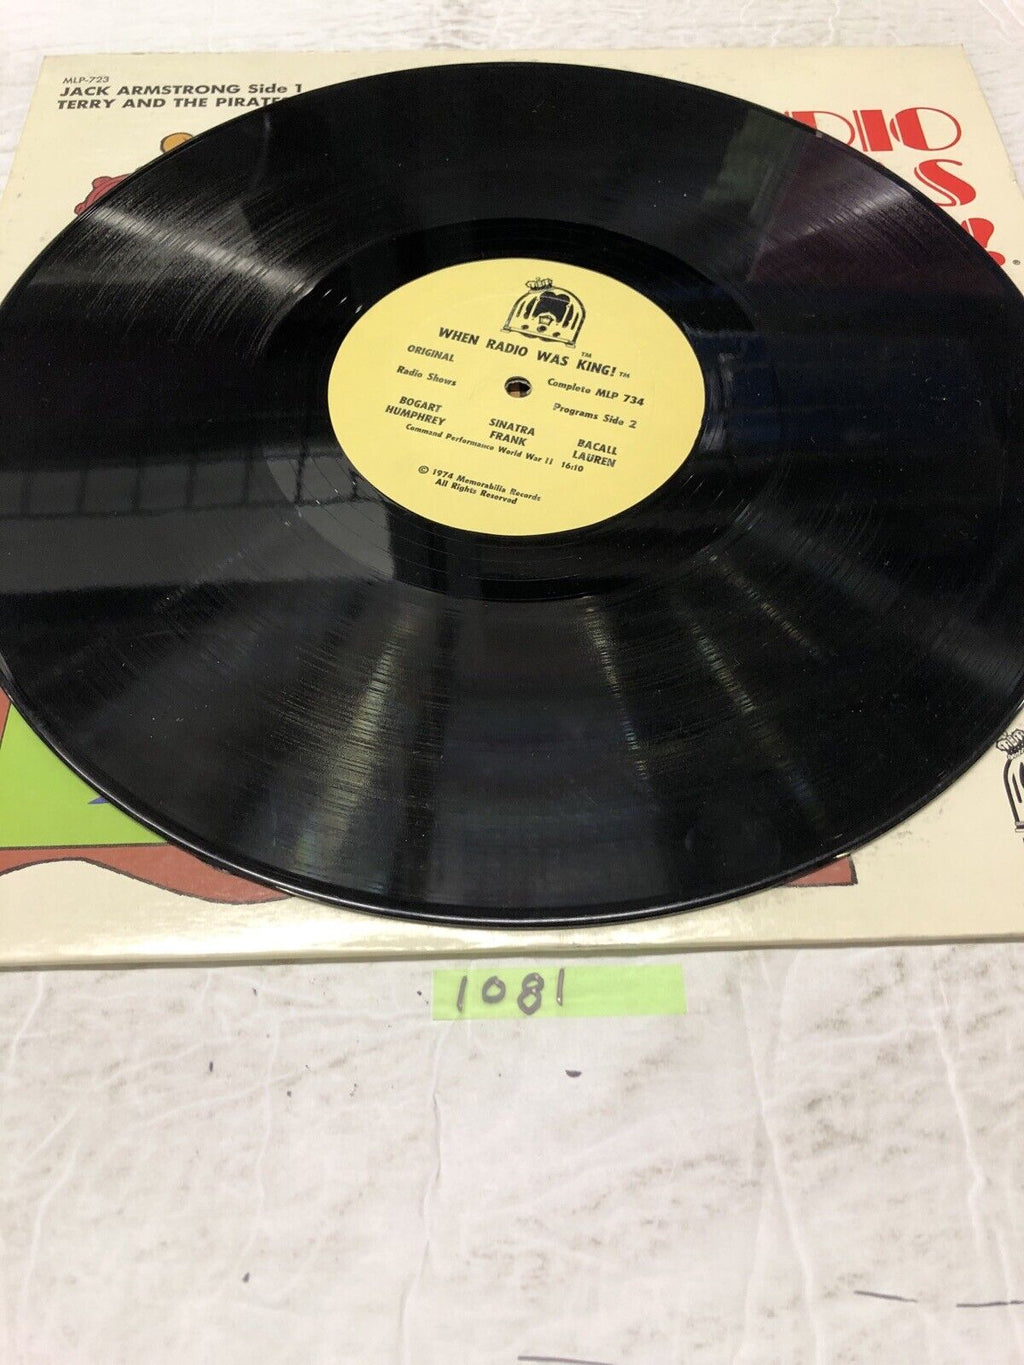 MLP-723
JACK ARMSTRONG Side 1
TERRY AND THE PIRATE
DIO
S
®
WHEN RADIO WAS KING!™
™
ORIGINAL
Complete MLP 734
Radio Shows
Programs Side 2
BOGART
HUMPHREY
SINATRA
FRANK
BACALL
LAUREN
Command Performance World War II 16:10
© 1974 Memorabilia Records
All Rights Reserved
1081